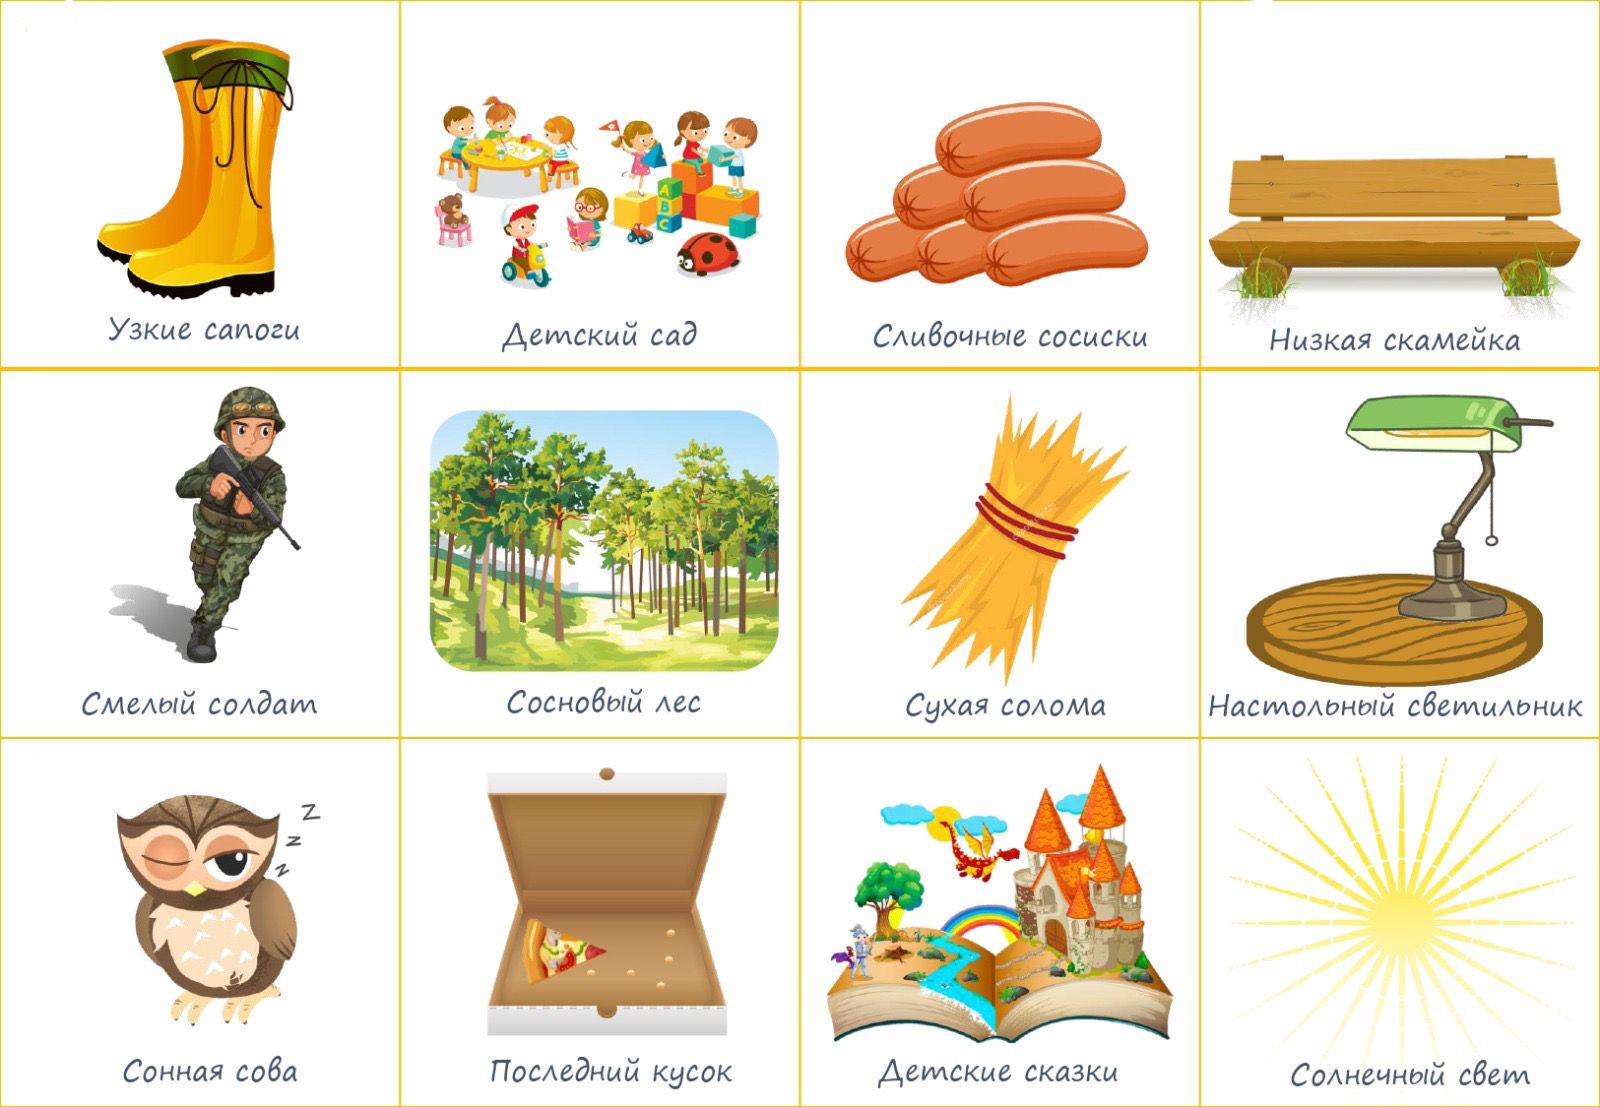 Узкие сапоги
Детский сад
Сливочные сосиски
Низкая скамейка
Смелый солдат
Сосновый лес
Сухая солома
Настольный светильник
Z
Z
Z
A
B
C
Сонная сова
Последний кусок
Детские сказки
Солнечный свет